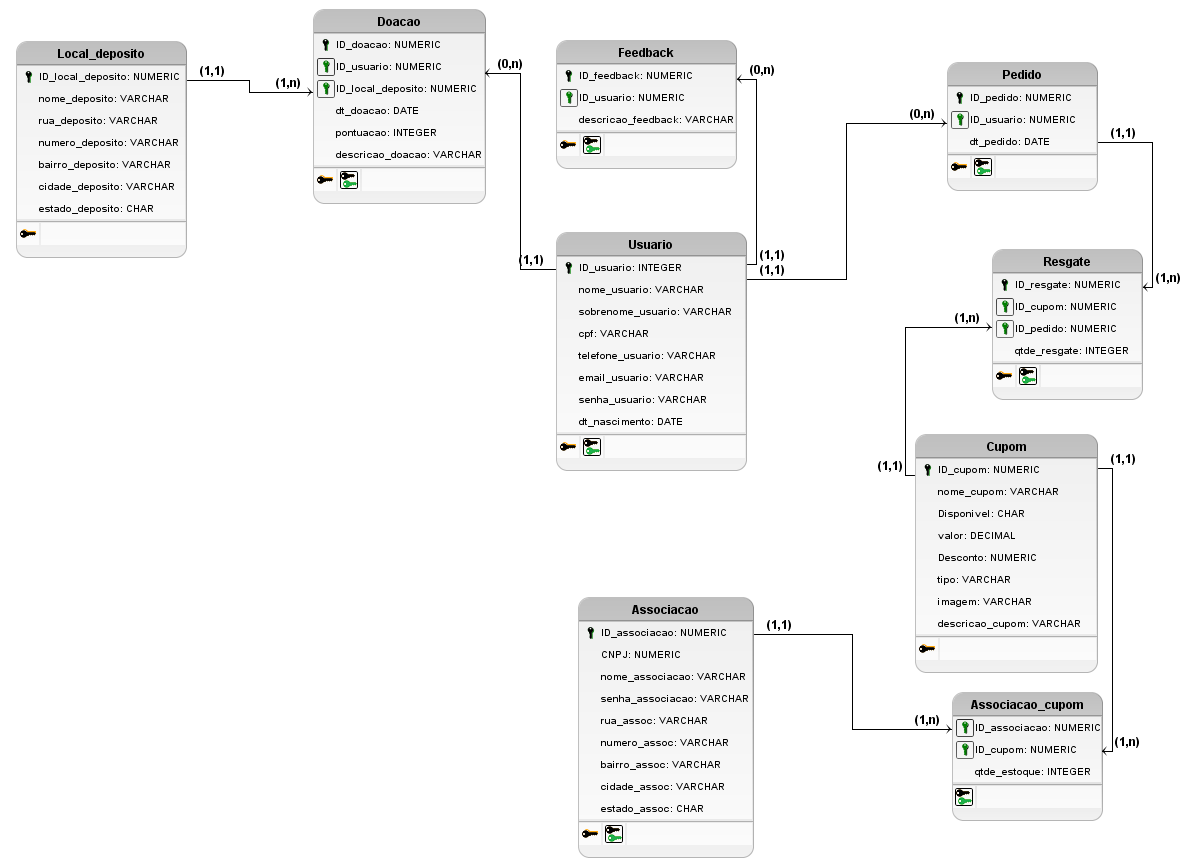 Local_deposito
ID_local_deposito: NUMERIC
nome_deposito: VARCHAR
rua_deposito: VARCHAR
numero_deposito: VARCHAR
bairro_deposito: VARCHAR
cidade_deposito: VARCHAR
estado_deposito: CHAR
(1,1)
(1,n)
Doacao
ID_doacao: NUMERIC
ID_usuario: NUMERIC
ID_local_deposito: NUMERIC
dt_doacao: DATE
pontuacao: INTEGER
descricao_doacao: VARCHAR
(0,n)
(1,1)
Feedback
ID_feedback: NUMERIC
ID_usuario: NUMERIC
descricao_feedback: VARCHAR
(0,n)
Usuario
ID_usuario: INTEGER
nome_usuario: VARCHAR
sobrenome_usuario: VARCHAR
cpf: VARCHAR
telefone_usuario: VARCHAR
email_usuario: VARCHAR
senha_usuario: VARCHAR
dt_nascimento: DATE
(1,1)
(1,1)
(0,n)
Pedido
ID_pedido: NUMERIC
ID_usuario: NUMERIC
dt_pedido: DATE
(1,1)
(1,n)
Resgate
ID_resgate: NUMERIC
ID_cupom: NUMERIC
ID_pedido: NUMERIC
qtde_resgate: INTEGER
(1,n)
(1,1)
Cupom
ID_cupom: NUMERIC
nome_cupom: VARCHAR
Disponivel: CHAR
valor: DECIMAL
Desconto: NUMERIC
tipo: VARCHAR
imagem: VARCHAR
descricao_cupom: VARCHAR
(1,1)
(1,n)
Associacao
ID_associacao: NUMERIC
CNPJ: NUMERIC
nome_associacao: VARCHAR
senha_associacao: VARCHAR
rua_assoc: VARCHAR
numero_assoc: VARCHAR
bairro_assoc: VARCHAR
cidade_assoc: VARCHAR
estado_assoc: CHAR
(1,1)
(1,n)
Associacao_cupom
ID_associacao: NUMERIC
ID_cupom: NUMERIC
qtde_estoque: INTEGER